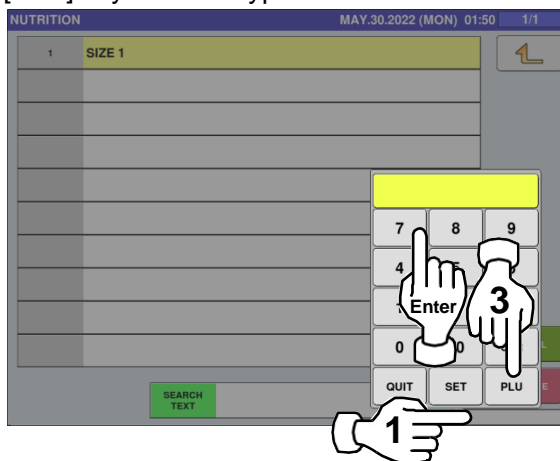 NUTRITION MAY.30.2022 (MON) 01:50 1/1
1 SIZE 1
7 8 9
4
Enter 3
0
QUIT SET PLU
SEARCH
TEXT
1